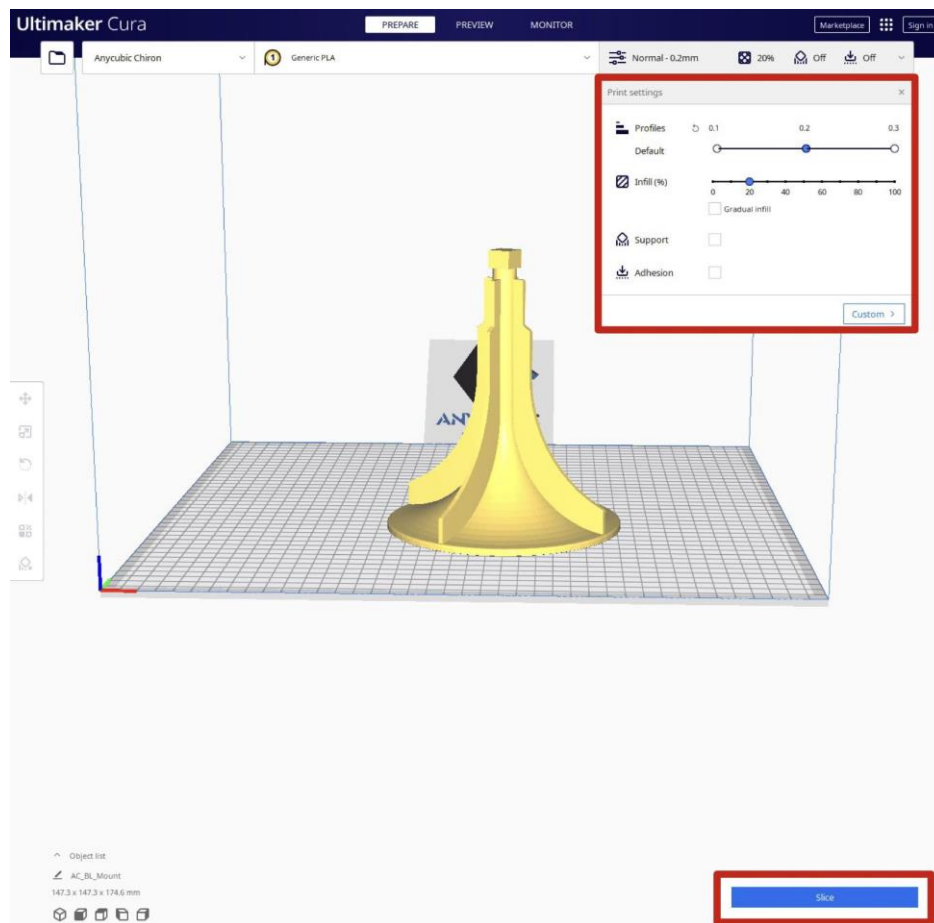 Ultimaker Cura
PREPARE PREVIEW MONITOR
Marketplace Sign in
Anycubic Chiron 1 Generic PLA Normal - 0.2mm 20% Off Off
Print settings
Profiles 0.1 0.2 0.3
Default
Infill (%)
0 20 40 60 80 100
Gradual infill
Support
Adhesion
Custom
Object list
AC_BL_Mount
147.3 x 147.3 x 174.6 mm
Slice